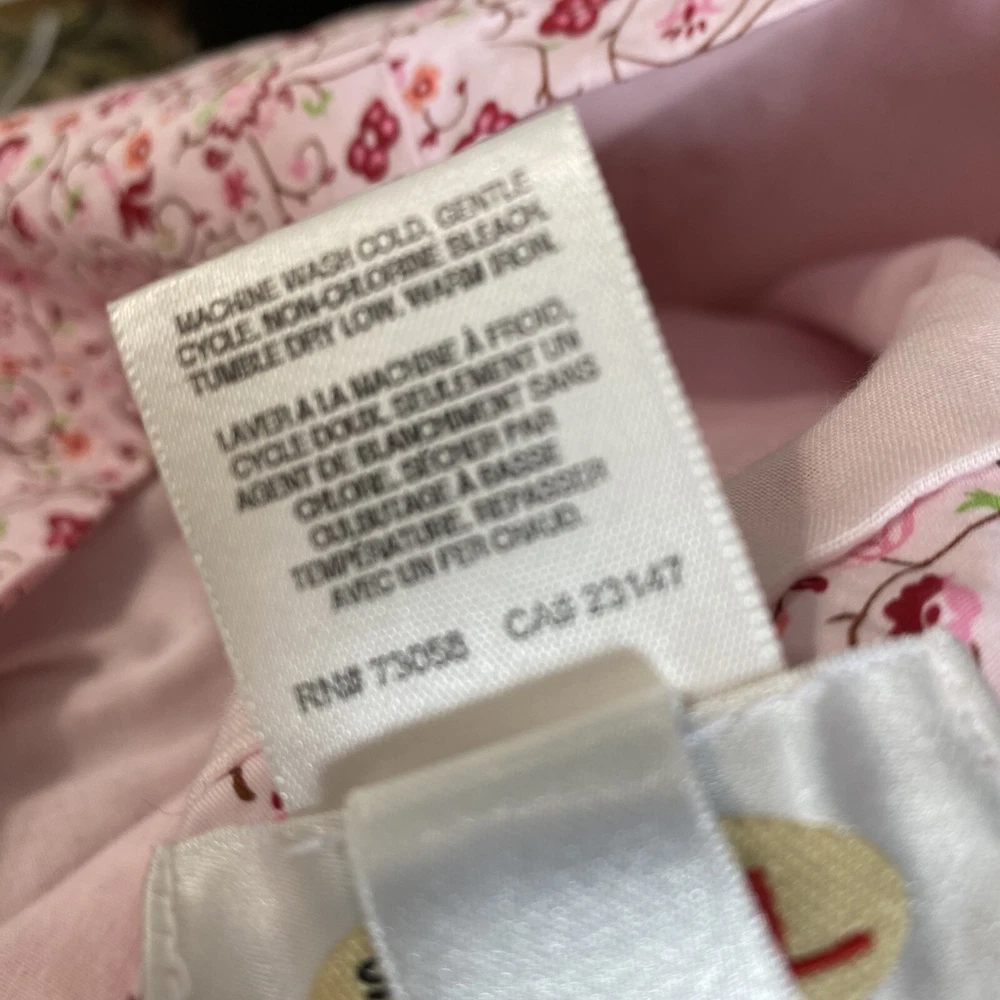 MACHINE WASH COLD, GENTLE
CYCLE, NON-CHLORINE BLEACH,
TUMBLE DRY LOW, WARM IRON.
LAVER A LA MACHINE À FROID,
CYCLE DOUX, SEULEMENT UN
AGENT DE BLANCHIMENT SANS
CHLORE, SÉCHER PAR
CULBUTAGE À BASSE
TEMPÉRATURE, REPASSER
AVEC UN FER CHAUD.
RN# 73058 CA# 23147
L